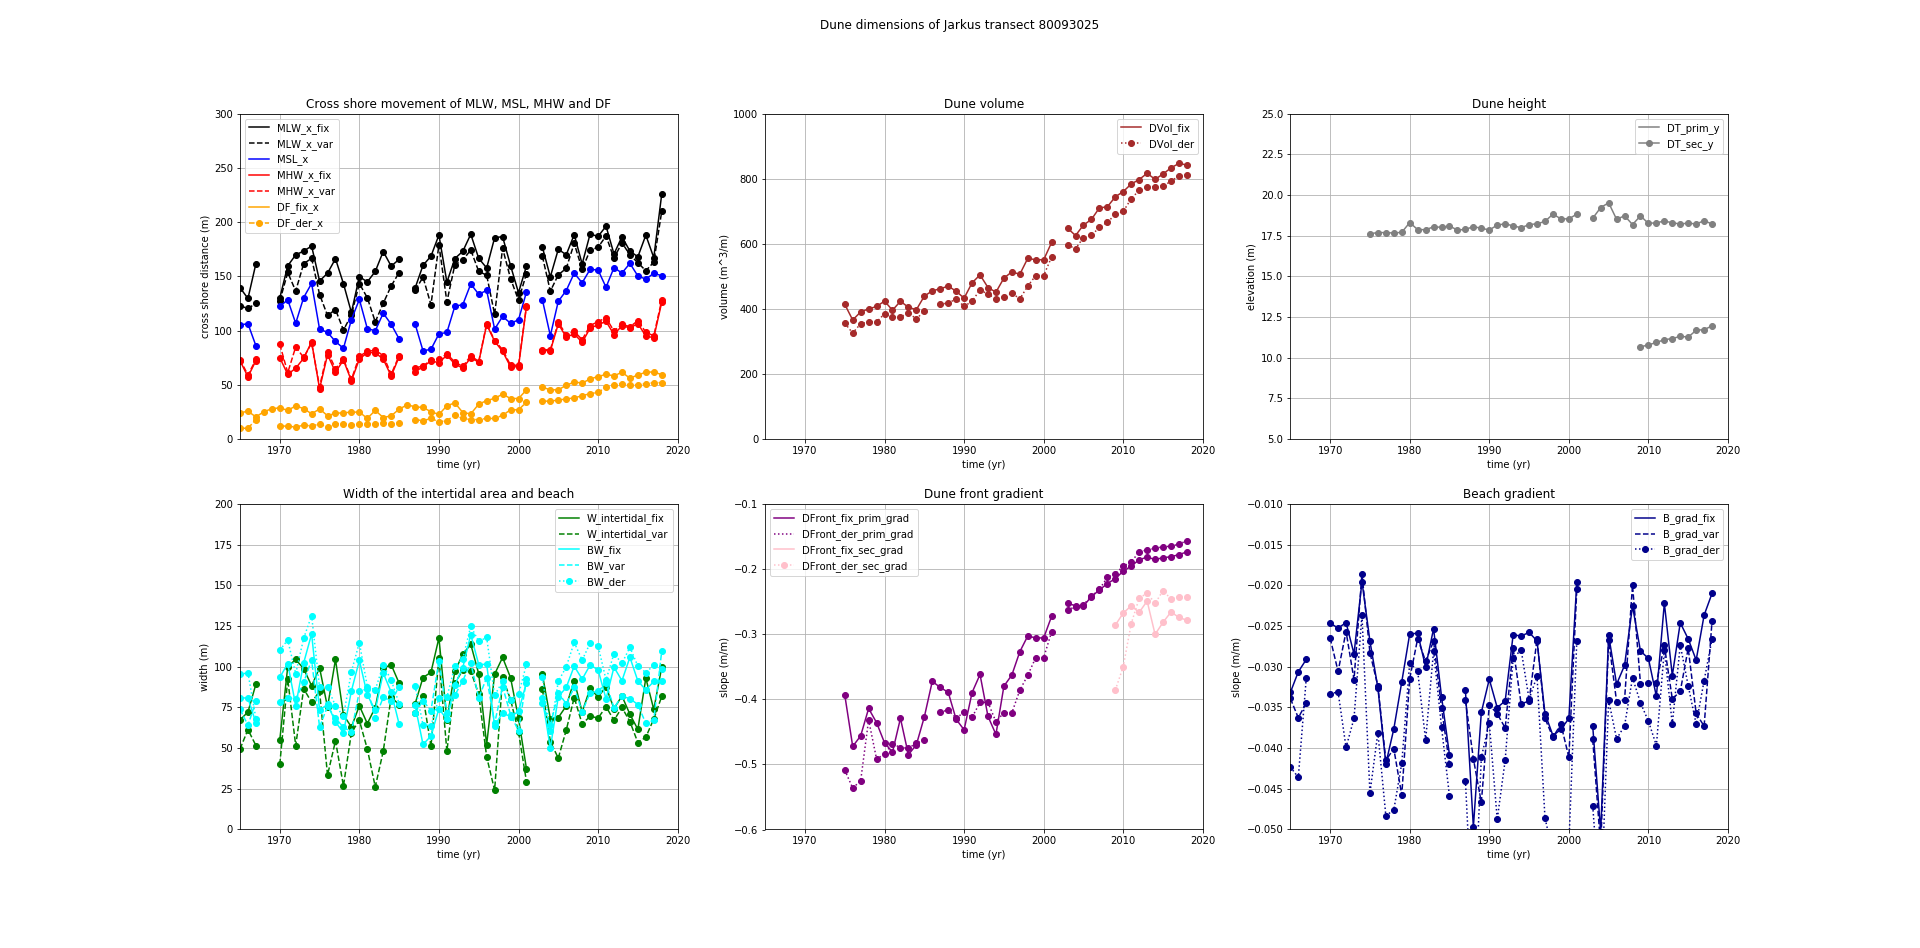 Dune dimensions of Jarkus transect 80093025
Cross shore movement of MLW, MSL, MHW and DF
300
250
200
150
100
50
0
cross shore distance (m)
MLW_x_fix
MLW_x_var
MSL_x
MHW_x_fix
MHW_x_var
DF_fix_x
DF_der_x
1970
1980
1990
2000
2010
2020
time (yr)
Dune volume
1000
800
600
400
200
0
volume (m^3/m)
DVol_fix
DVol_der
1970
1980
1990
2000
2010
2020
time (yr)
Dune height
25.0
22.5
20.0
17.5
15.0
12.5
10.0
7.5
5.0
elevation (m)
DT_prim_y
DT_sec_y
1970
1980
1990
2000
2010
2020
time (yr)
Width of the intertidal area and beach
200
175
150
125
100
75
50
25
0
width (m)
W_intertidal_fix
W_intertidal_var
BW_fix
BW_var
BW_der
1970
1980
1990
2000
2010
2020
time (yr)
Dune front gradient
−0.1
−0.2
−0.3
−0.4
−0.5
−0.6
slope (m/m)
DFront_fix_prim_grad
DFront_der_prim_grad
DFront_fix_sec_grad
DFront_der_sec_grad
1970
1980
1990
2000
2010
2020
time (yr)
Beach gradient
−0.010
−0.015
−0.020
−0.025
−0.030
−0.035
−0.040
−0.045
−0.050
slope (m/m)
B_grad_fix
B_grad_var
B_grad_der
1970
1980
1990
2000
2010
2020
time (yr)